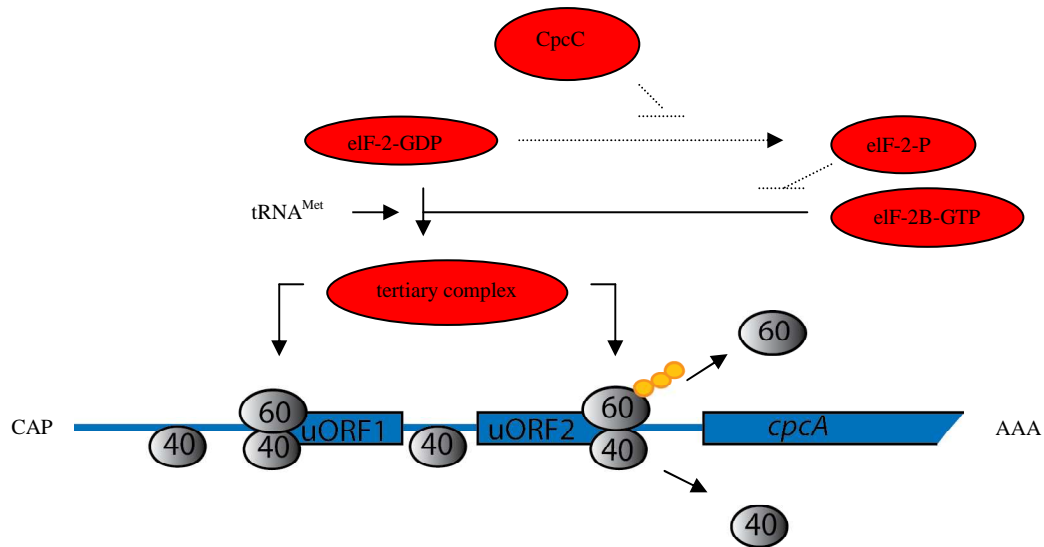 CpcC
eIF-2-GDP
eIF-2-P
tRNAMet
eIF-2B-GTP
tertiary complex
60
60
60
CAP
40
40
uORF1
40
uORF2
40
cpcA
AAA
40